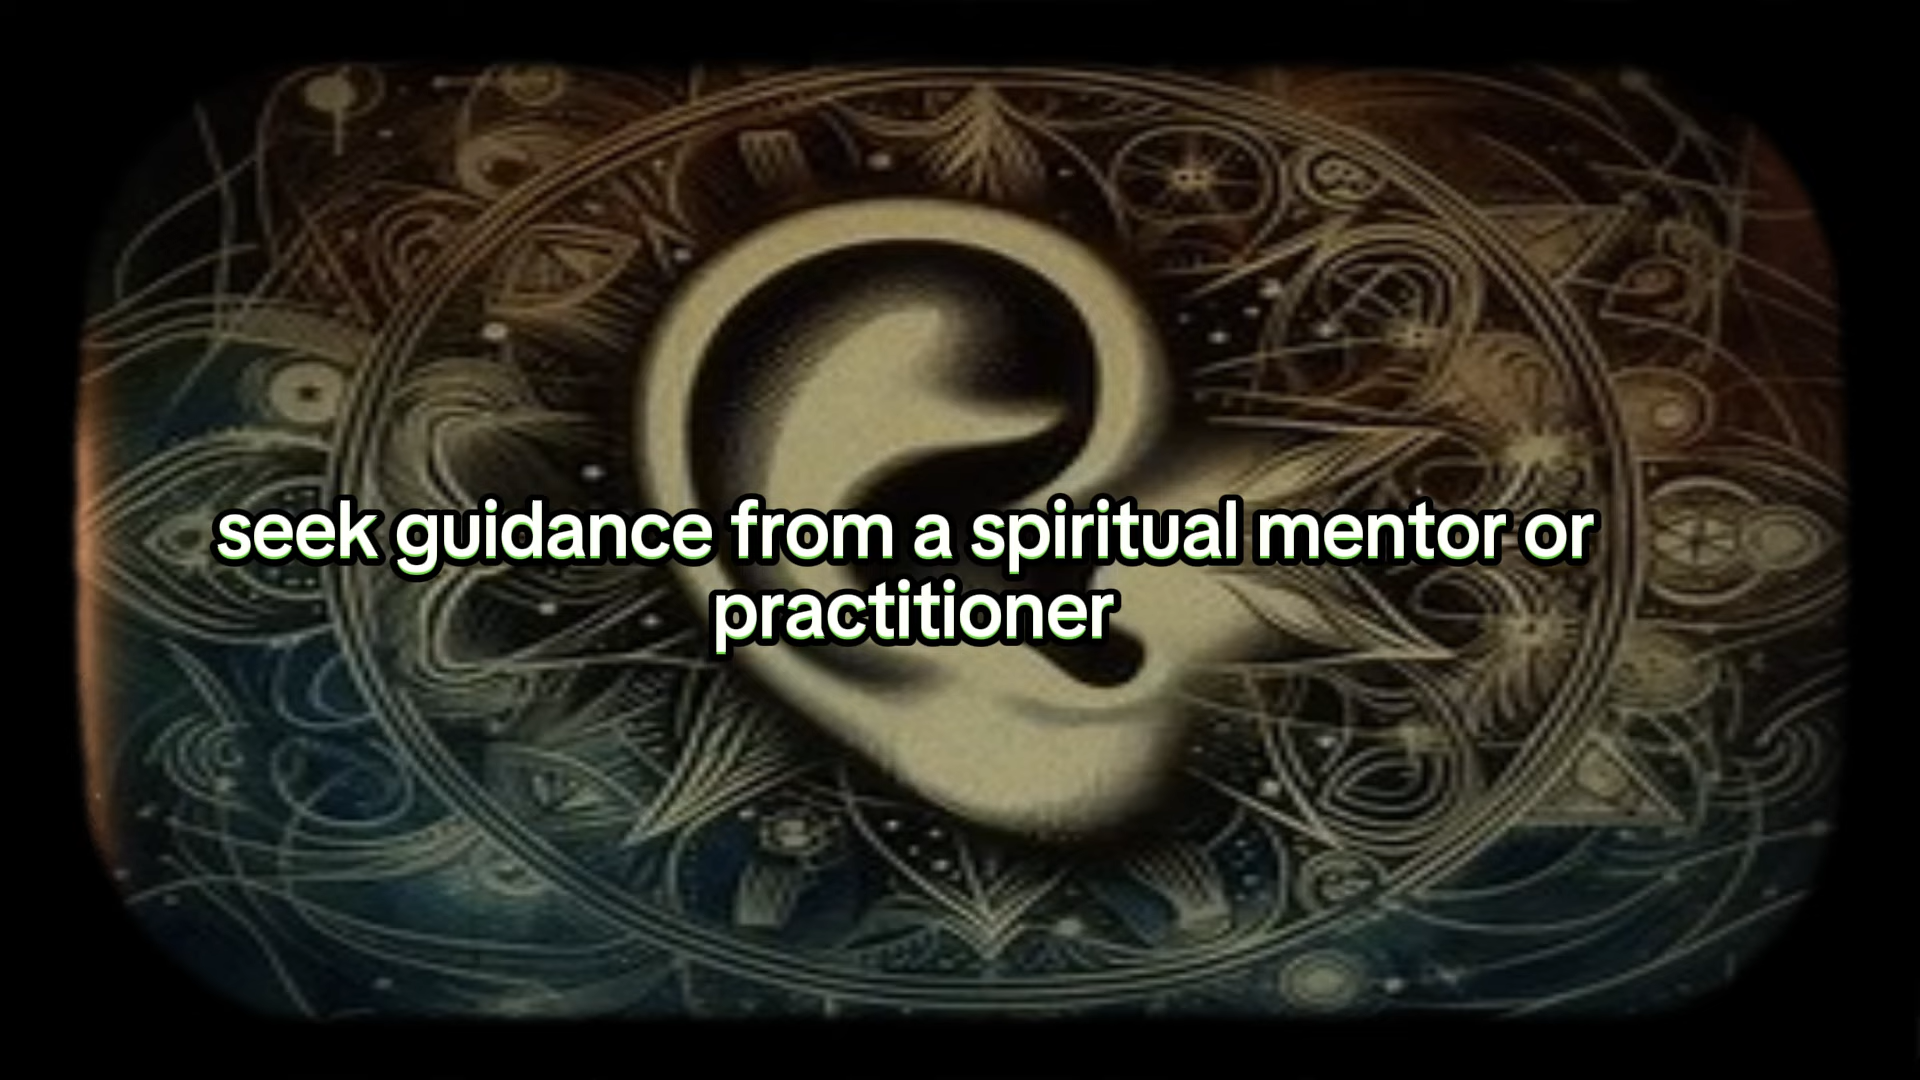 seek guidance from a spiritual mentor or
practitioner